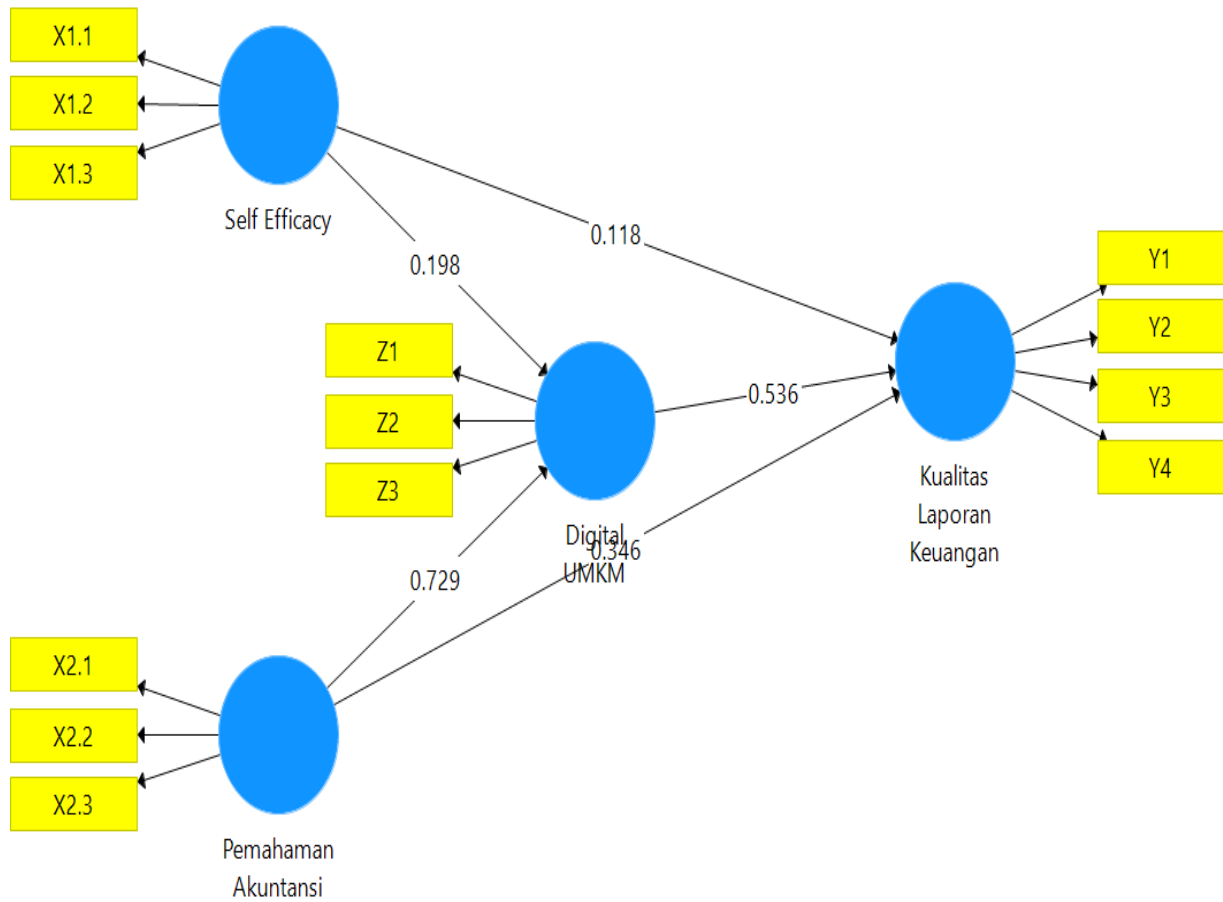 X1.1
X1.2
X1.3
Self Efficacy
0.118
0.198
Z1
Z2
Z3
Digital
UMKM
0.536
Y1
Y2
Y3
Y4
Kualitas
Laporan
Keuangan
0.346
0.729
X2.1
X2.2
X2.3
Pemahaman
Akuntansi